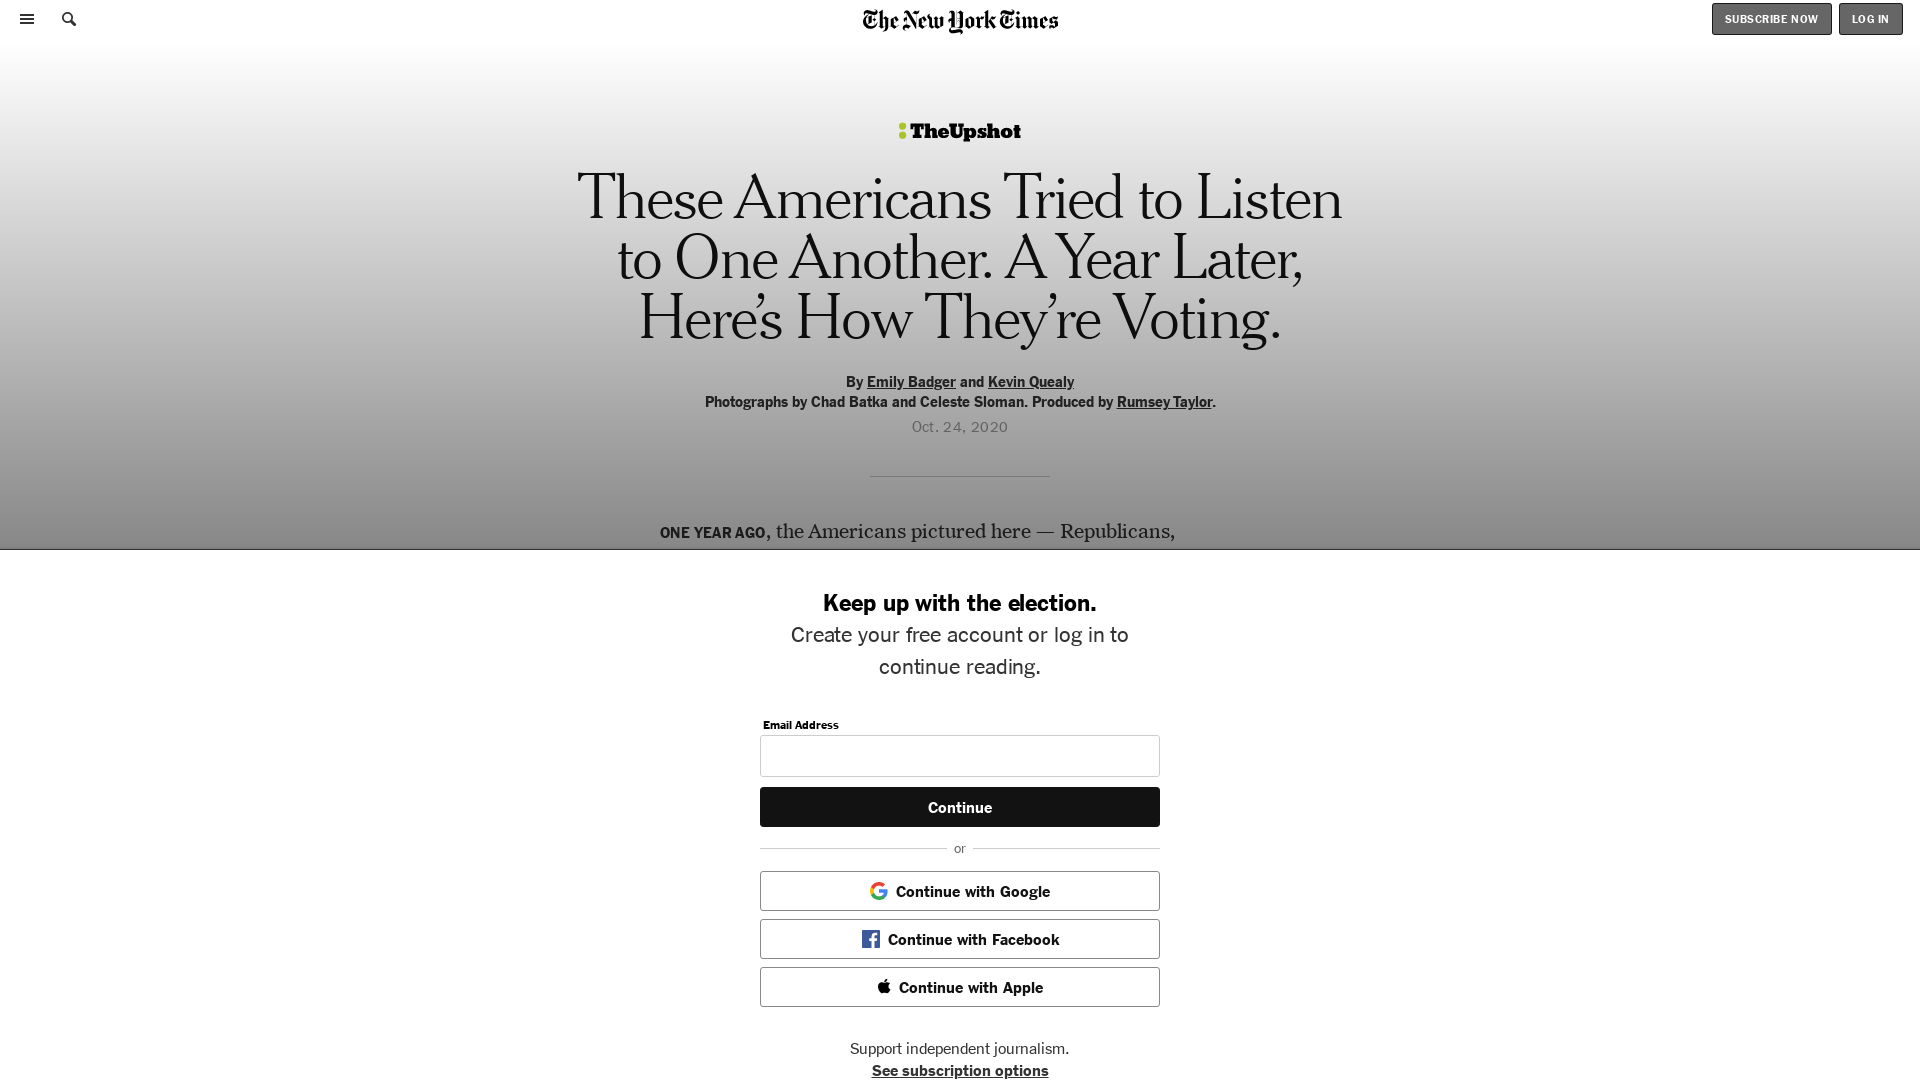 The New York Times
SUBSCRIBE NOW
LOG IN
TheUpshot
These Americans Tried to Listen
to One Another. A Year Later,
Here’s How They’re Voting.
By Emily Badger and Kevin Quealy
Photographs by Chad Batka and Celeste Sloman. Produced by Rumsey Taylor.
Oct. 24, 2020
ONE YEAR AGO, the Americans pictured here — Republicans,
Keep up with the election.
Create your free account or log in to
continue reading.
Email Address
Continue
or
Continue with Google
Continue with Facebook
Continue with Apple
Support independent journalism.
See subscription options